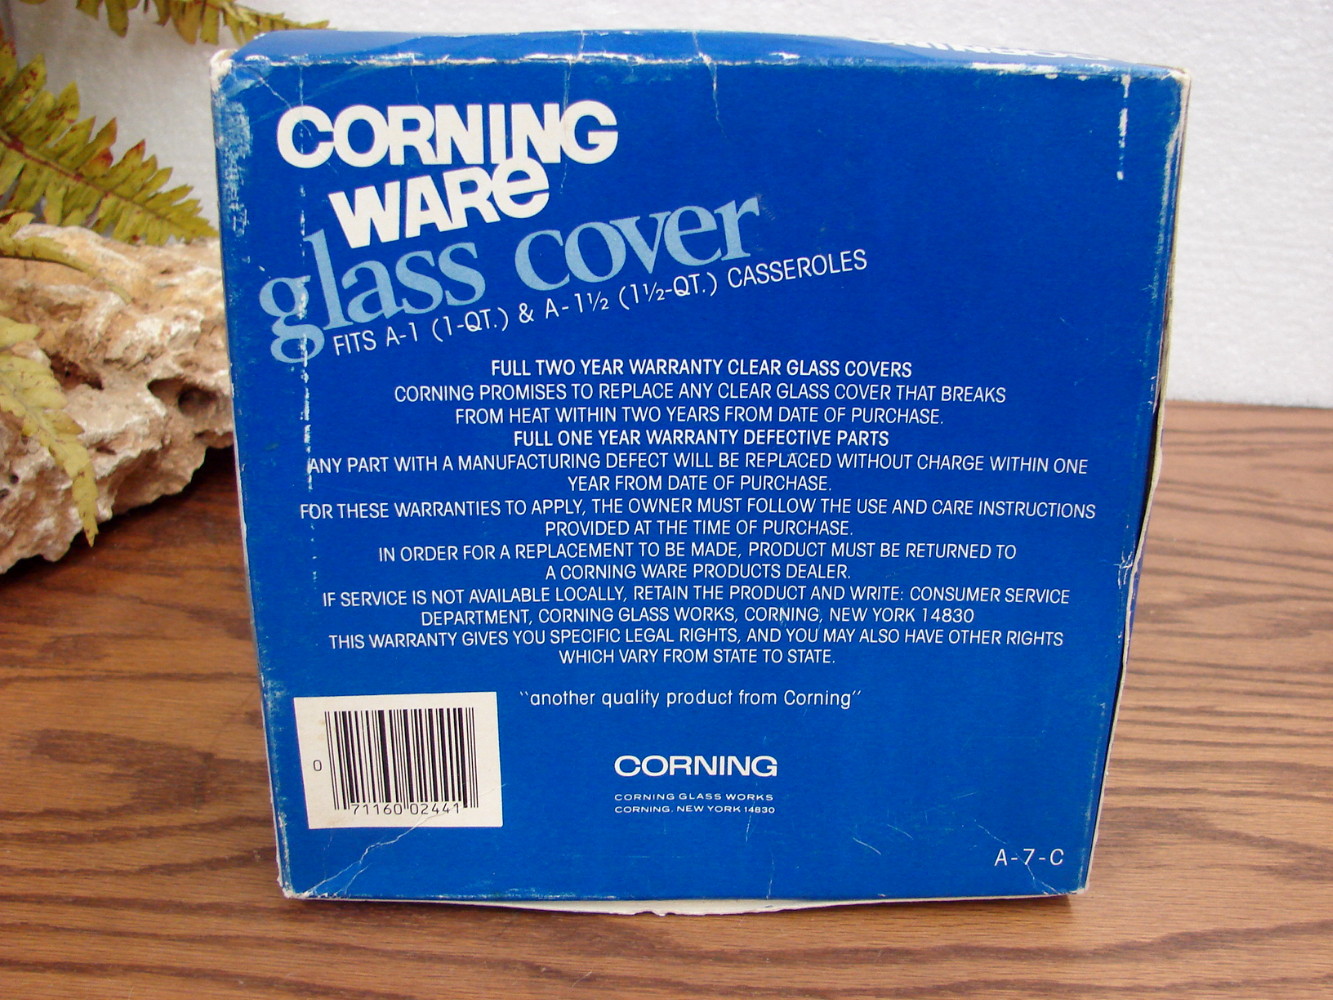 CORNING
WARe
glass cover
FITS A-1 (1-QT.) & A-1½ (1½-QT.) CASSEROLES
FULL TWO YEAR WARRANTY CLEAR GLASS COVERS
CORNING PROMISES TO REPLACE ANY CLEAR GLASS COVER THAT BREAKS
FROM HEAT WITHIN TWO YEARS FROM DATE OF PURCHASE.
FULL ONE YEAR WARRANTY DEFECTIVE PARTS
ANY PART WITH A MANUFACTURING DEFECT WILL BE REPLACED WITHOUT CHARGE WITHIN ONE
YEAR FROM DATE OF PURCHASE.
FOR THESE WARRANTIES TO APPLY, THE OWNER MUST FOLLOW THE USE AND CARE INSTRUCTIONS
PROVIDED AT THE TIME OF PURCHASE.
IN ORDER FOR A REPLACEMENT TO BE MADE, PRODUCT MUST BE RETURNED TO
A CORNING WARE PRODUCTS DEALER.
IF SERVICE IS NOT AVAILABLE LOCALLY, RETAIN THE PRODUCT AND WRITE: CONSUMER SERVICE
DEPARTMENT, CORNING GLASS WORKS, CORNING, NEW YORK 14830
THIS WARRANTY GIVES YOU SPECIFIC LEGAL RIGHTS, AND YOU MAY ALSO HAVE OTHER RIGHTS
WHICH VARY FROM STATE TO STATE.
"another quality product from Corning"
0 71160 02441
CORNING
CORNING GLASS WORKS
CORNING, NEW YORK 14830
A-7-C